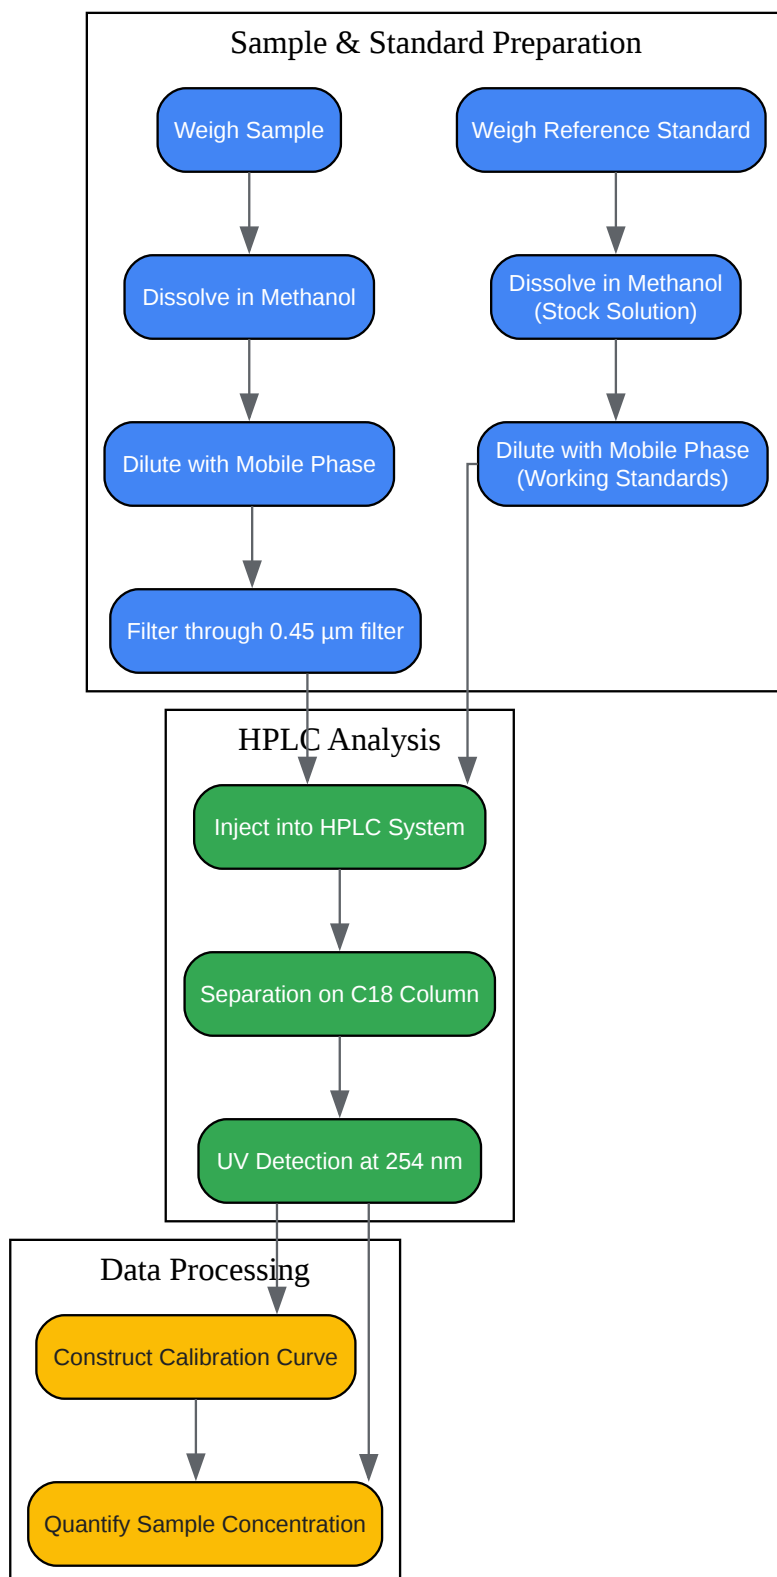 Sample & Standard Preparation
Weigh Sample
Weigh Reference Standard
Dissolve in Methanol
Dissolve in Methanol
(Stock Solution)
Dilute with Mobile Phase
Dilute with Mobile Phase
(Working Standards)
Filter through 0.45 µm filter
HPLC Analysis
Inject into HPLC System
Separation on C18 Column
UV Detection at 254 nm
Data Processing
Construct Calibration Curve
Quantify Sample Concentration